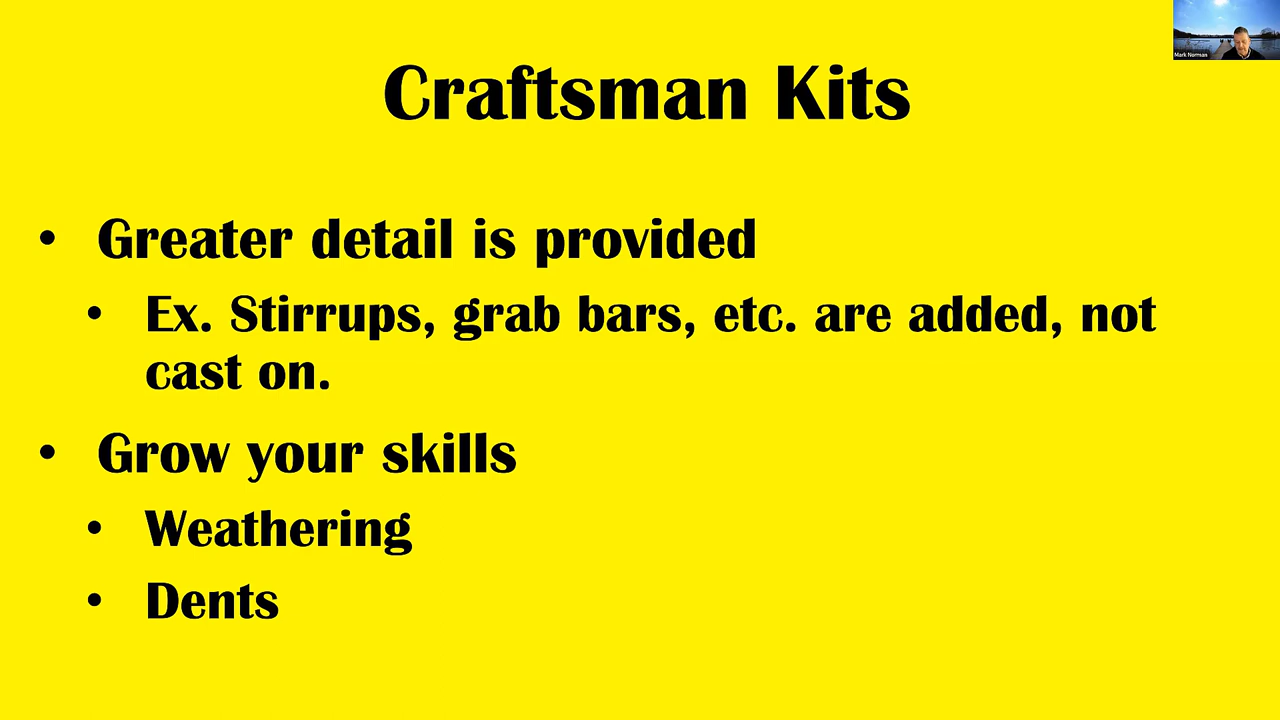 Mark Norman
Craftsman Kits
• Greater detail is provided
• Ex. Stirrups, grab bars, etc. are added, not
cast on.
• Grow your skills
• Weathering
• Dents